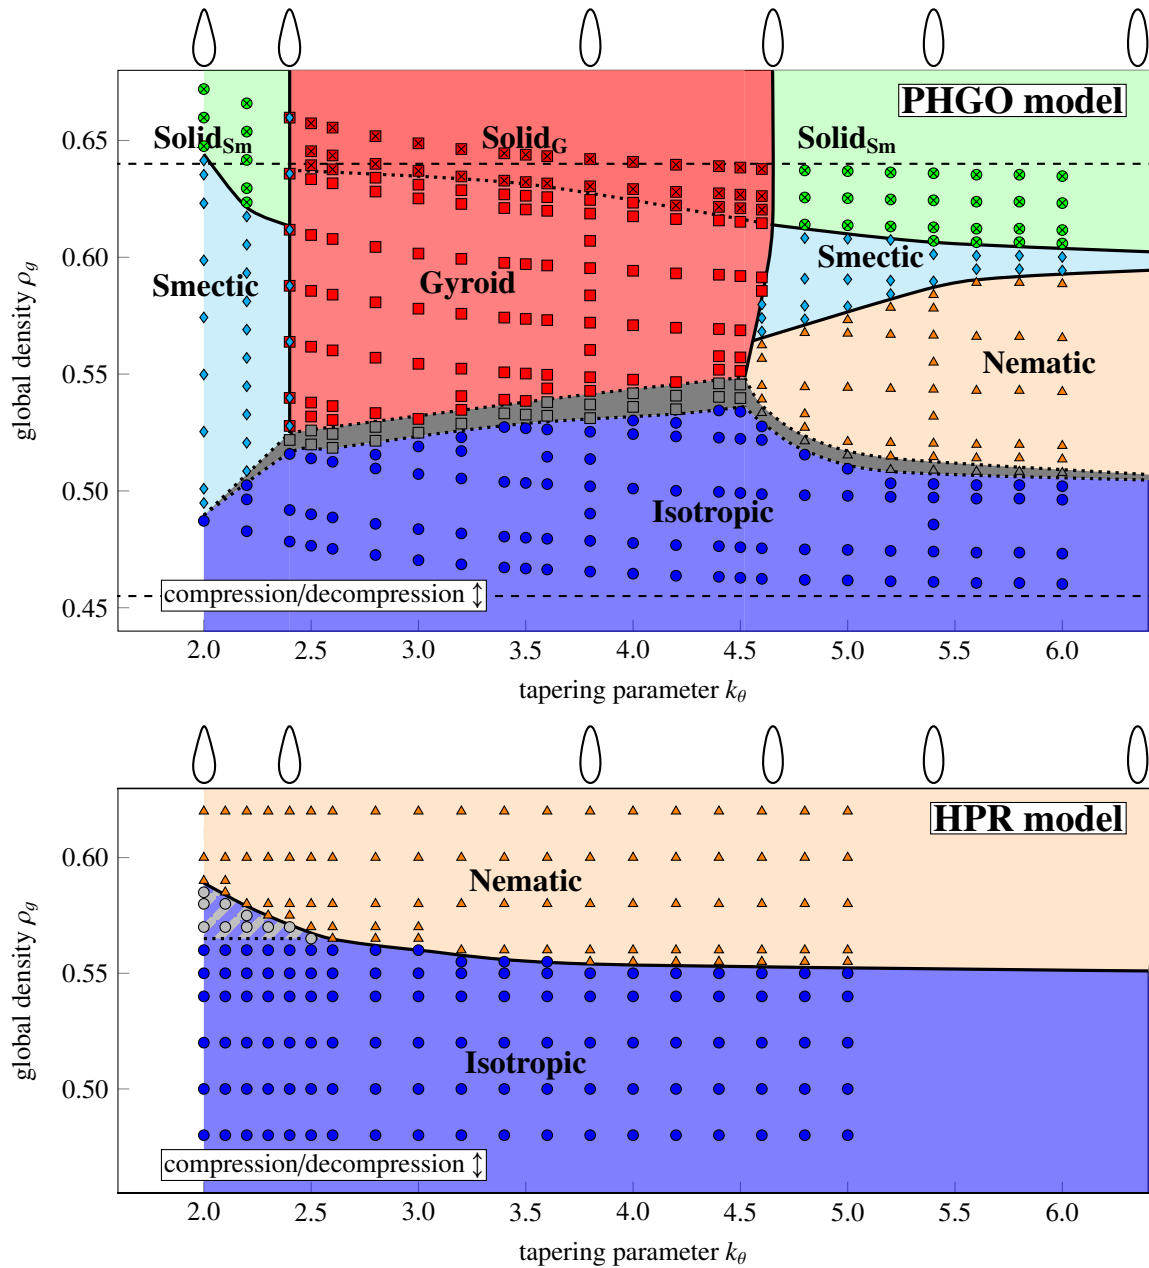 PHGO model
Solid_Sm
Solid_G
Solid_Sm
Smectic
Gyroid
Smectic
Nematic
Isotropic
compression/decompression ↕
0.65
0.60
0.55
0.50
0.45
global density ρ_g
2.0 2.5 3.0 3.5 4.0 4.5 5.0 5.5 6.0
tapering parameter k_θ
HPR model
Nematic
Isotropic
compression/decompression ↕
0.60
0.55
0.50
global density ρ_g
2.0 2.5 3.0 3.5 4.0 4.5 5.0 5.5 6.0
tapering parameter k_θ